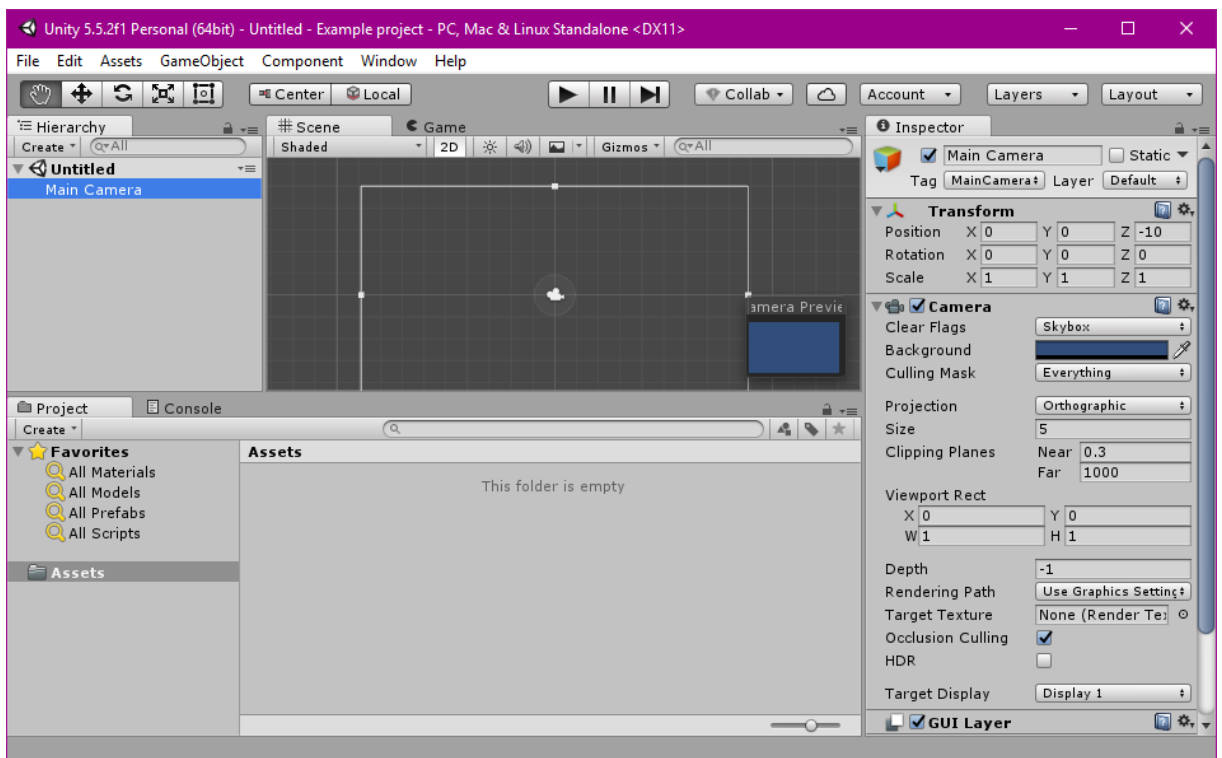 Unity 5.5.2f1 Personal (64bit) - Untitled - Example project - PC, Mac & Linux Standalone <DX11>
File Edit Assets GameObject Component Window Help
Center Local Collab Account Layers Layout
Hierarchy
Create All
Untitled
Main Camera
Scene Game
Shaded 2D Gizmos All
amera Previe
Inspector
Main Camera Static
Tag MainCamera Layer Default
Transform
Position X 0 Y 0 Z -10
Rotation X 0 Y 0 Z 0
Scale X 1 Y 1 Z 1
Camera
Clear Flags Skybox
Background
Culling Mask Everything
Projection Orthographic
Size 5
Clipping Planes Near 0.3
Far 1000
Viewport Rect
X 0 Y 0
W 1 H 1
Depth -1
Rendering Path Use Graphics Setting
Target Texture None (Render Te
Occlusion Culling
HDR
Target Display Display 1
GUI Layer
Project Console
Create
Favorites
All Materials
All Models
All Prefabs
All Scripts
Assets
Assets
This folder is empty